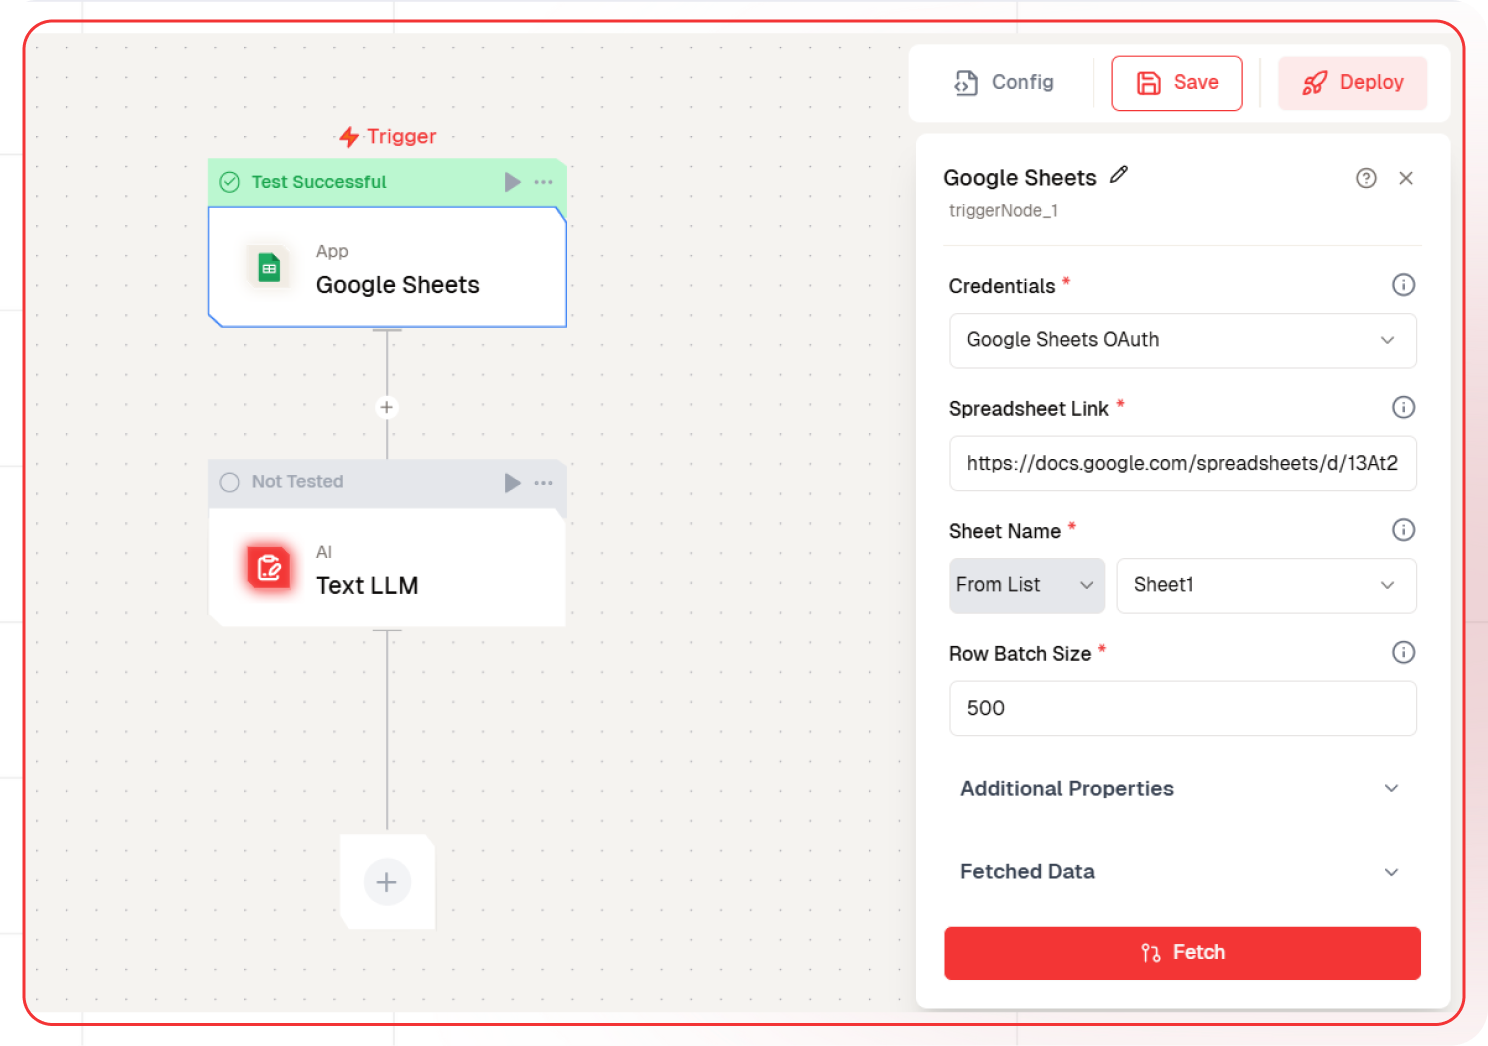 Config
Save
Deploy
Trigger
Test Successful
App
Google Sheets
Not Tested
AI
Text LLM
Google Sheets
triggerNode_1
Credentials *
Google Sheets OAuth
Spreadsheet Link *
https://docs.google.com/spreadsheets/d/13At2
Sheet Name *
From List
Sheet1
Row Batch Size *
500
Additional Properties
Fetched Data
Fetch